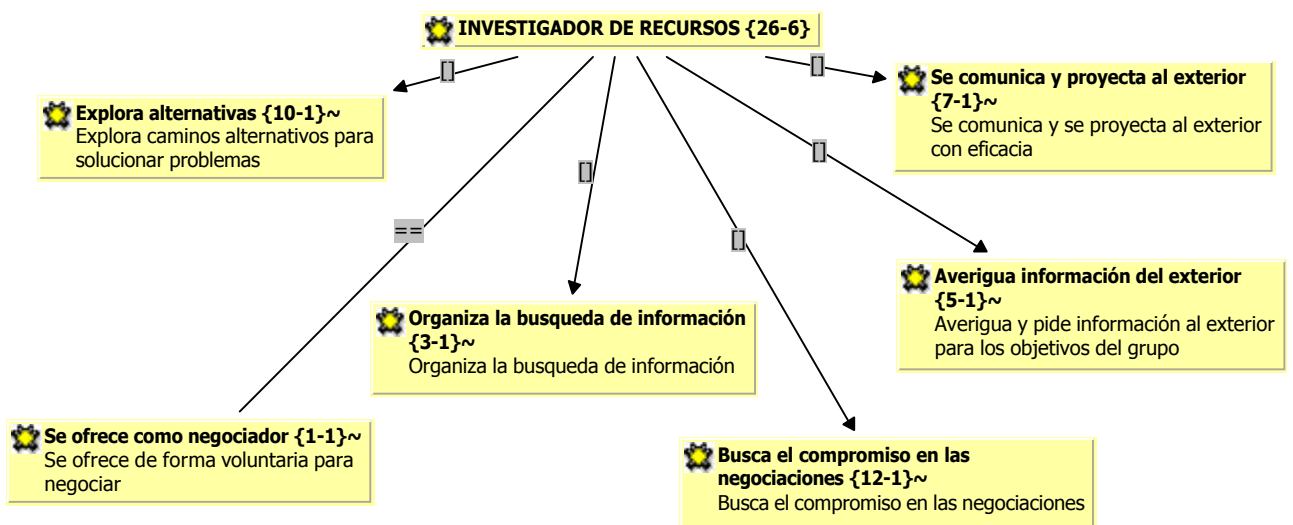 INVESTIGADOR DE RECURSOS {26-6}
[]
[]
Se comunica y proyecta al exterior
{7-1}~
Se comunica y se proyecta al exterior
con eficacia
Explora alternativas {10-1}~
Explora caminos alternativos para
solucionar problemas
[]
[]
==
[]
Averigua información del exterior
{5-1}~
Averigua y pide información al exterior
para los objetivos del grupo
Organiza la busqueda de información
{3-1}~
Organiza la busqueda de información
Se ofrece como negociador {1-1}~
Se ofrece de forma voluntaria para
negociar
Busca el compromiso en las
negociaciones {12-1}~
Busca el compromiso en las negociaciones